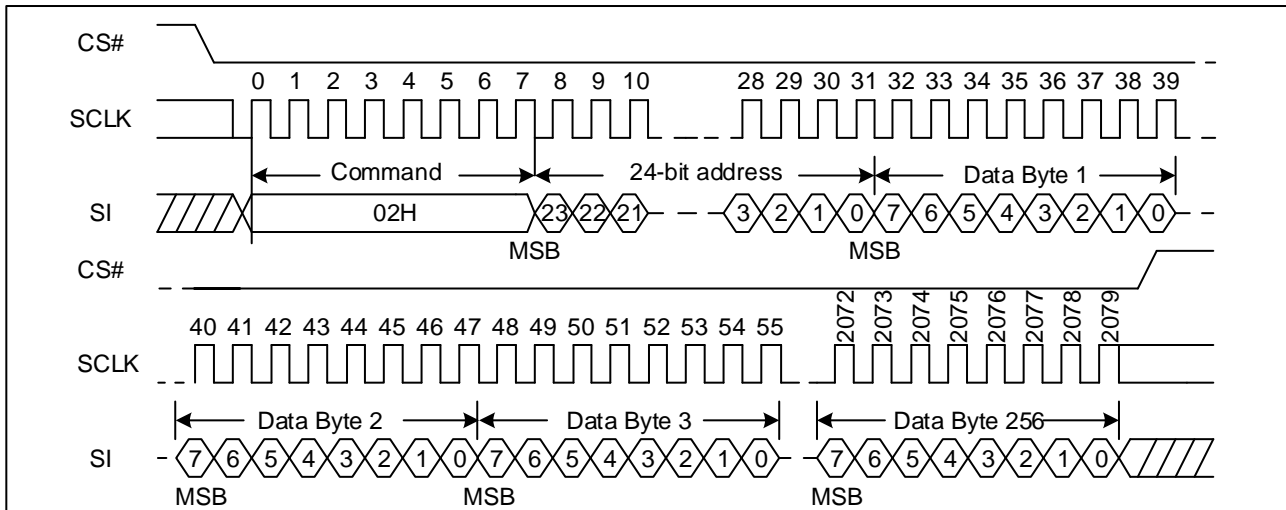 CS#
0 1 2 3 4 5 6 7 8 9 10 28 29 30 31 32 33 34 35 36 37 38 39
SCLK
Command 24-bit address Data Byte 1
SI 02H 23 22 21 3 2 1 0 7 6 5 4 3 2 1 0
MSB MSB
CS#
40 41 42 43 44 45 46 47 48 49 50 51 52 53 54 55 2072 2073 2074 2075 2076 2077 2078 2079
SCLK
Data Byte 2 Data Byte 3 Data Byte 256
SI 7 6 5 4 3 2 1 0 7 6 5 4 3 2 1 0 7 6 5 4 3 2 1 0
MSB MSB MSB